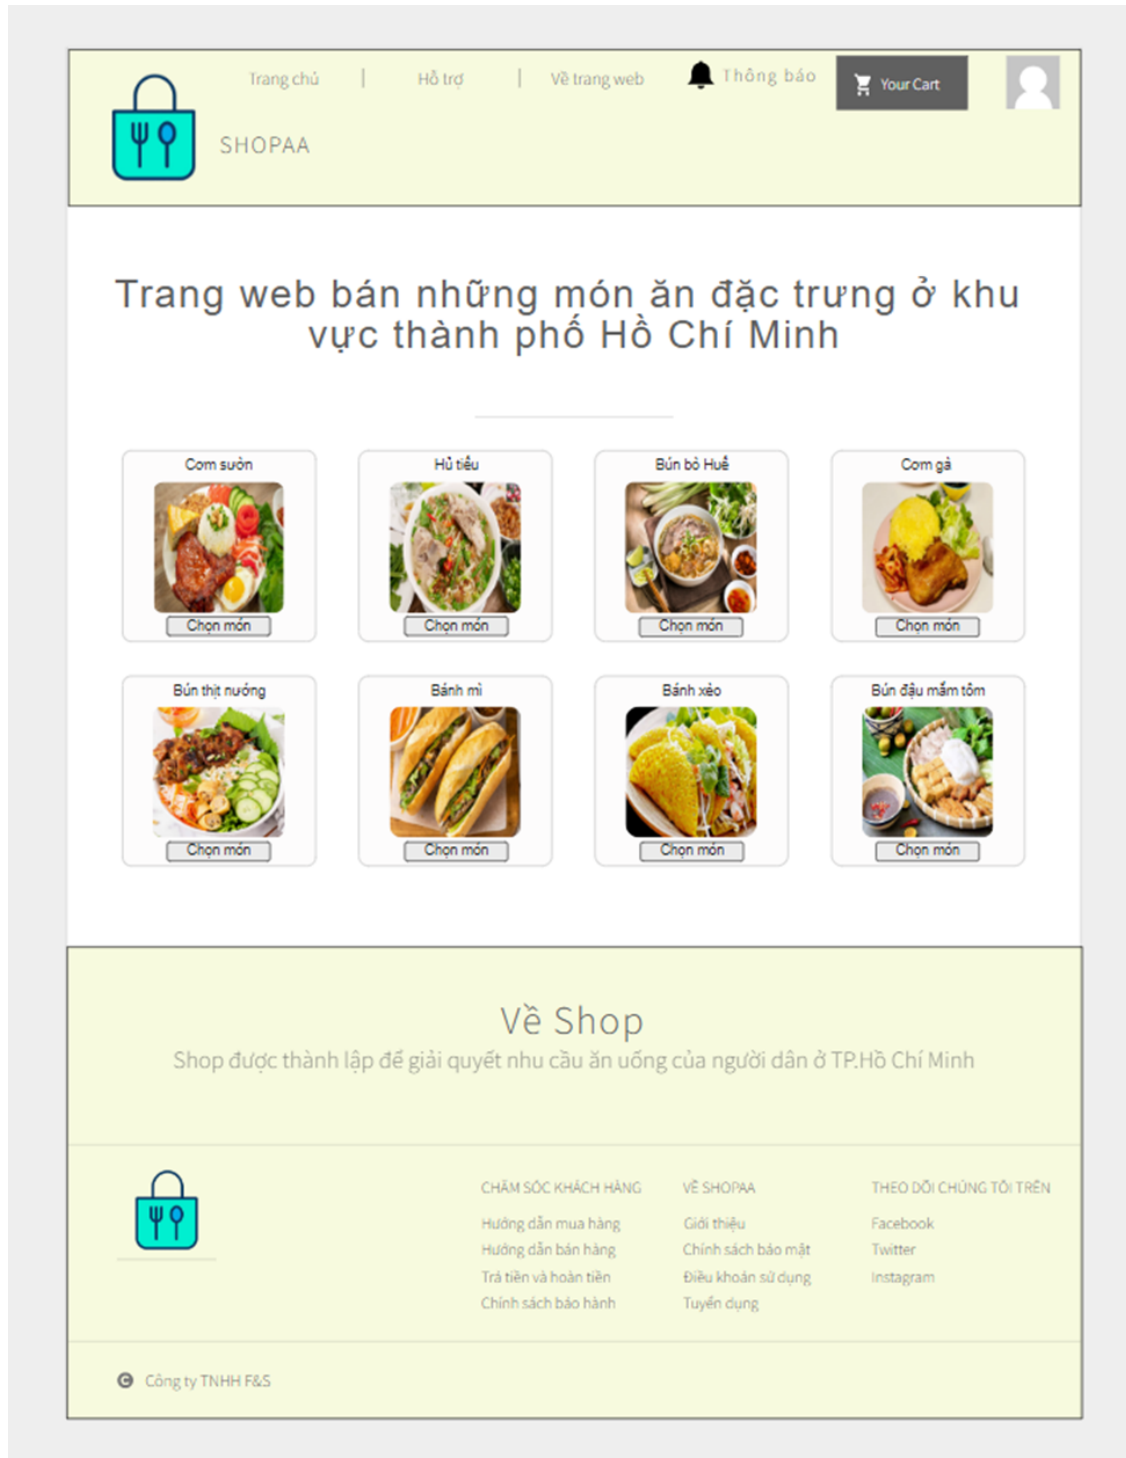 Trang chủ | Hỗ trợ | Về trang web Thông báo Your Cart
SHOPAA
Trang web bán những món ăn đặc trưng ở khu
vực thành phố Hồ Chí Minh
Cơm sườn
Chọn món
Hủ tiếu
Chọn món
Bún bò Huế
Chọn món
Cơm gà
Chọn món
Bún thịt nướng
Chọn món
Bánh mì
Chọn món
Bánh xèo
Chọn món
Bún đậu mắm tôm
Chọn món
Về Shop
Shop được thành lập để giải quyết nhu cầu ăn uống của người dân ở TP.Hồ Chí Minh
CHĂM SÓC KHÁCH HÀNG
Hướng dẫn mua hàng
Hướng dẫn bán hàng
Trả tiền và hoàn tiền
Chính sách bảo hành
VỀ SHOPAA
Giới thiệu
Chính sách bảo mật
Điều khoản sử dụng
Tuyển dụng
THEO DÕI CHÚNG TÔI TRÊN
Facebook
Twitter
Instagram
© Công ty TNHH F&S